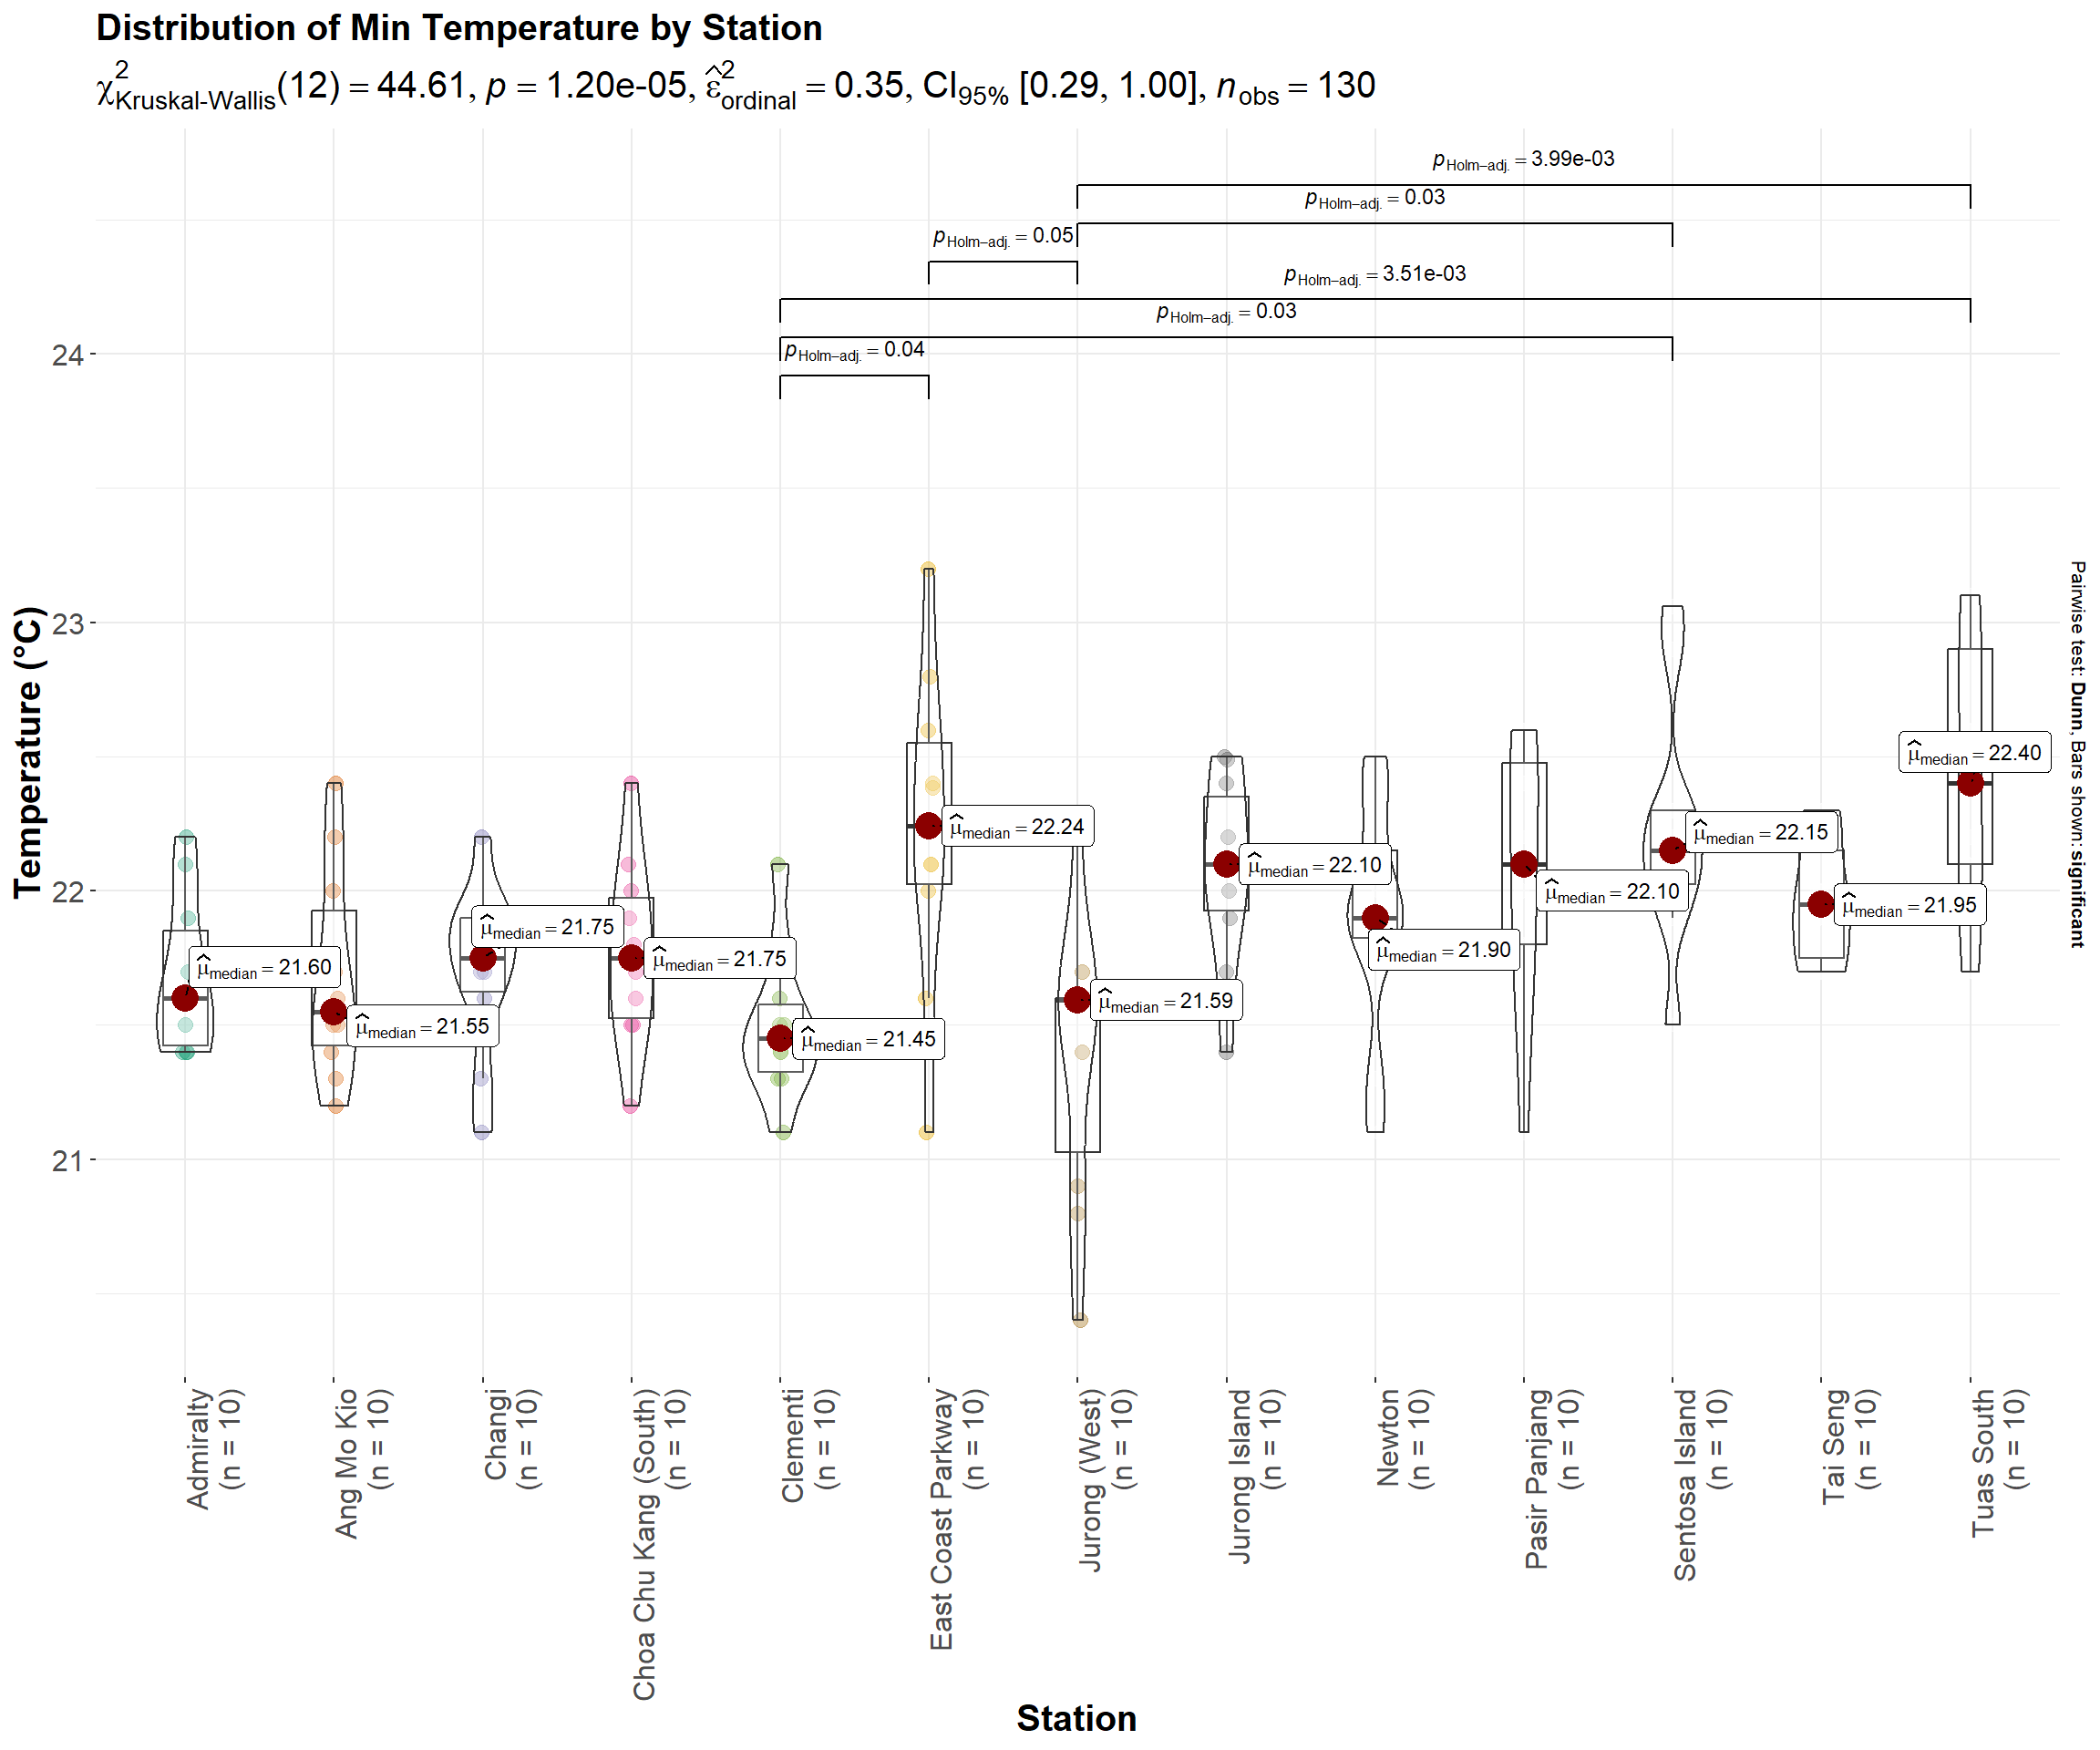 Distribution of Min Temperature by Station
χ²Kruskal-Wallis(12) = 44.61, p = 1.20e-05, ε̂²ordinal = 0.35, CI95% [0.29, 1.00], nobs = 130
pHolm–adj. = 3.99e-03
pHolm–adj. = 0.03
pHolm–adj. = 0.05
pHolm–adj. = 3.51e-03
pHolm–adj. = 0.03
pHolm–adj. = 0.04
Temperature (°C)
24
23
22
21
μ̂median = 21.60
μ̂median = 21.55
μ̂median = 21.75
μ̂median = 21.75
μ̂median = 21.45
μ̂median = 22.24
μ̂median = 21.59
μ̂median = 22.10
μ̂median = 21.90
μ̂median = 22.10
μ̂median = 22.15
μ̂median = 21.95
μ̂median = 22.40
Pairwise test: Dunn, Bars shown: significant
Admiralty
(n = 10)
Ang Mo Kio
(n = 10)
Changi
(n = 10)
Choa Chu Kang (South)
(n = 10)
Clementi
(n = 10)
East Coast Parkway
(n = 10)
Jurong (West)
(n = 10)
Jurong Island
(n = 10)
Newton
(n = 10)
Pasir Panjang
(n = 10)
Sentosa Island
(n = 10)
Tai Seng
(n = 10)
Tuas South
(n = 10)
Station